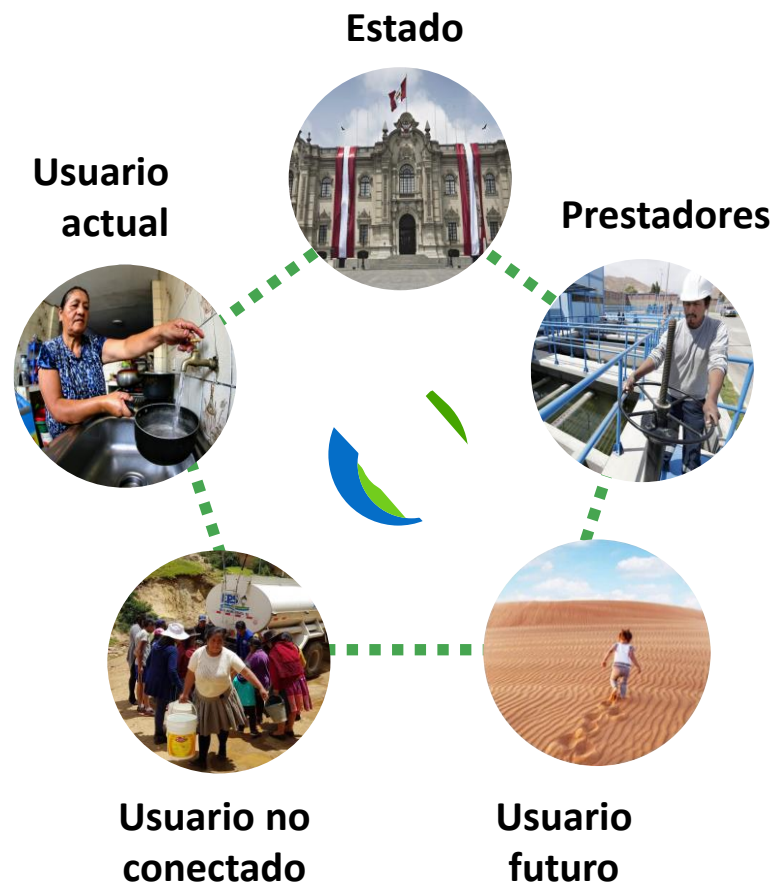 Estado
Usuario
actual
Prestadores
Usuario no
conectado
Usuario
futuro